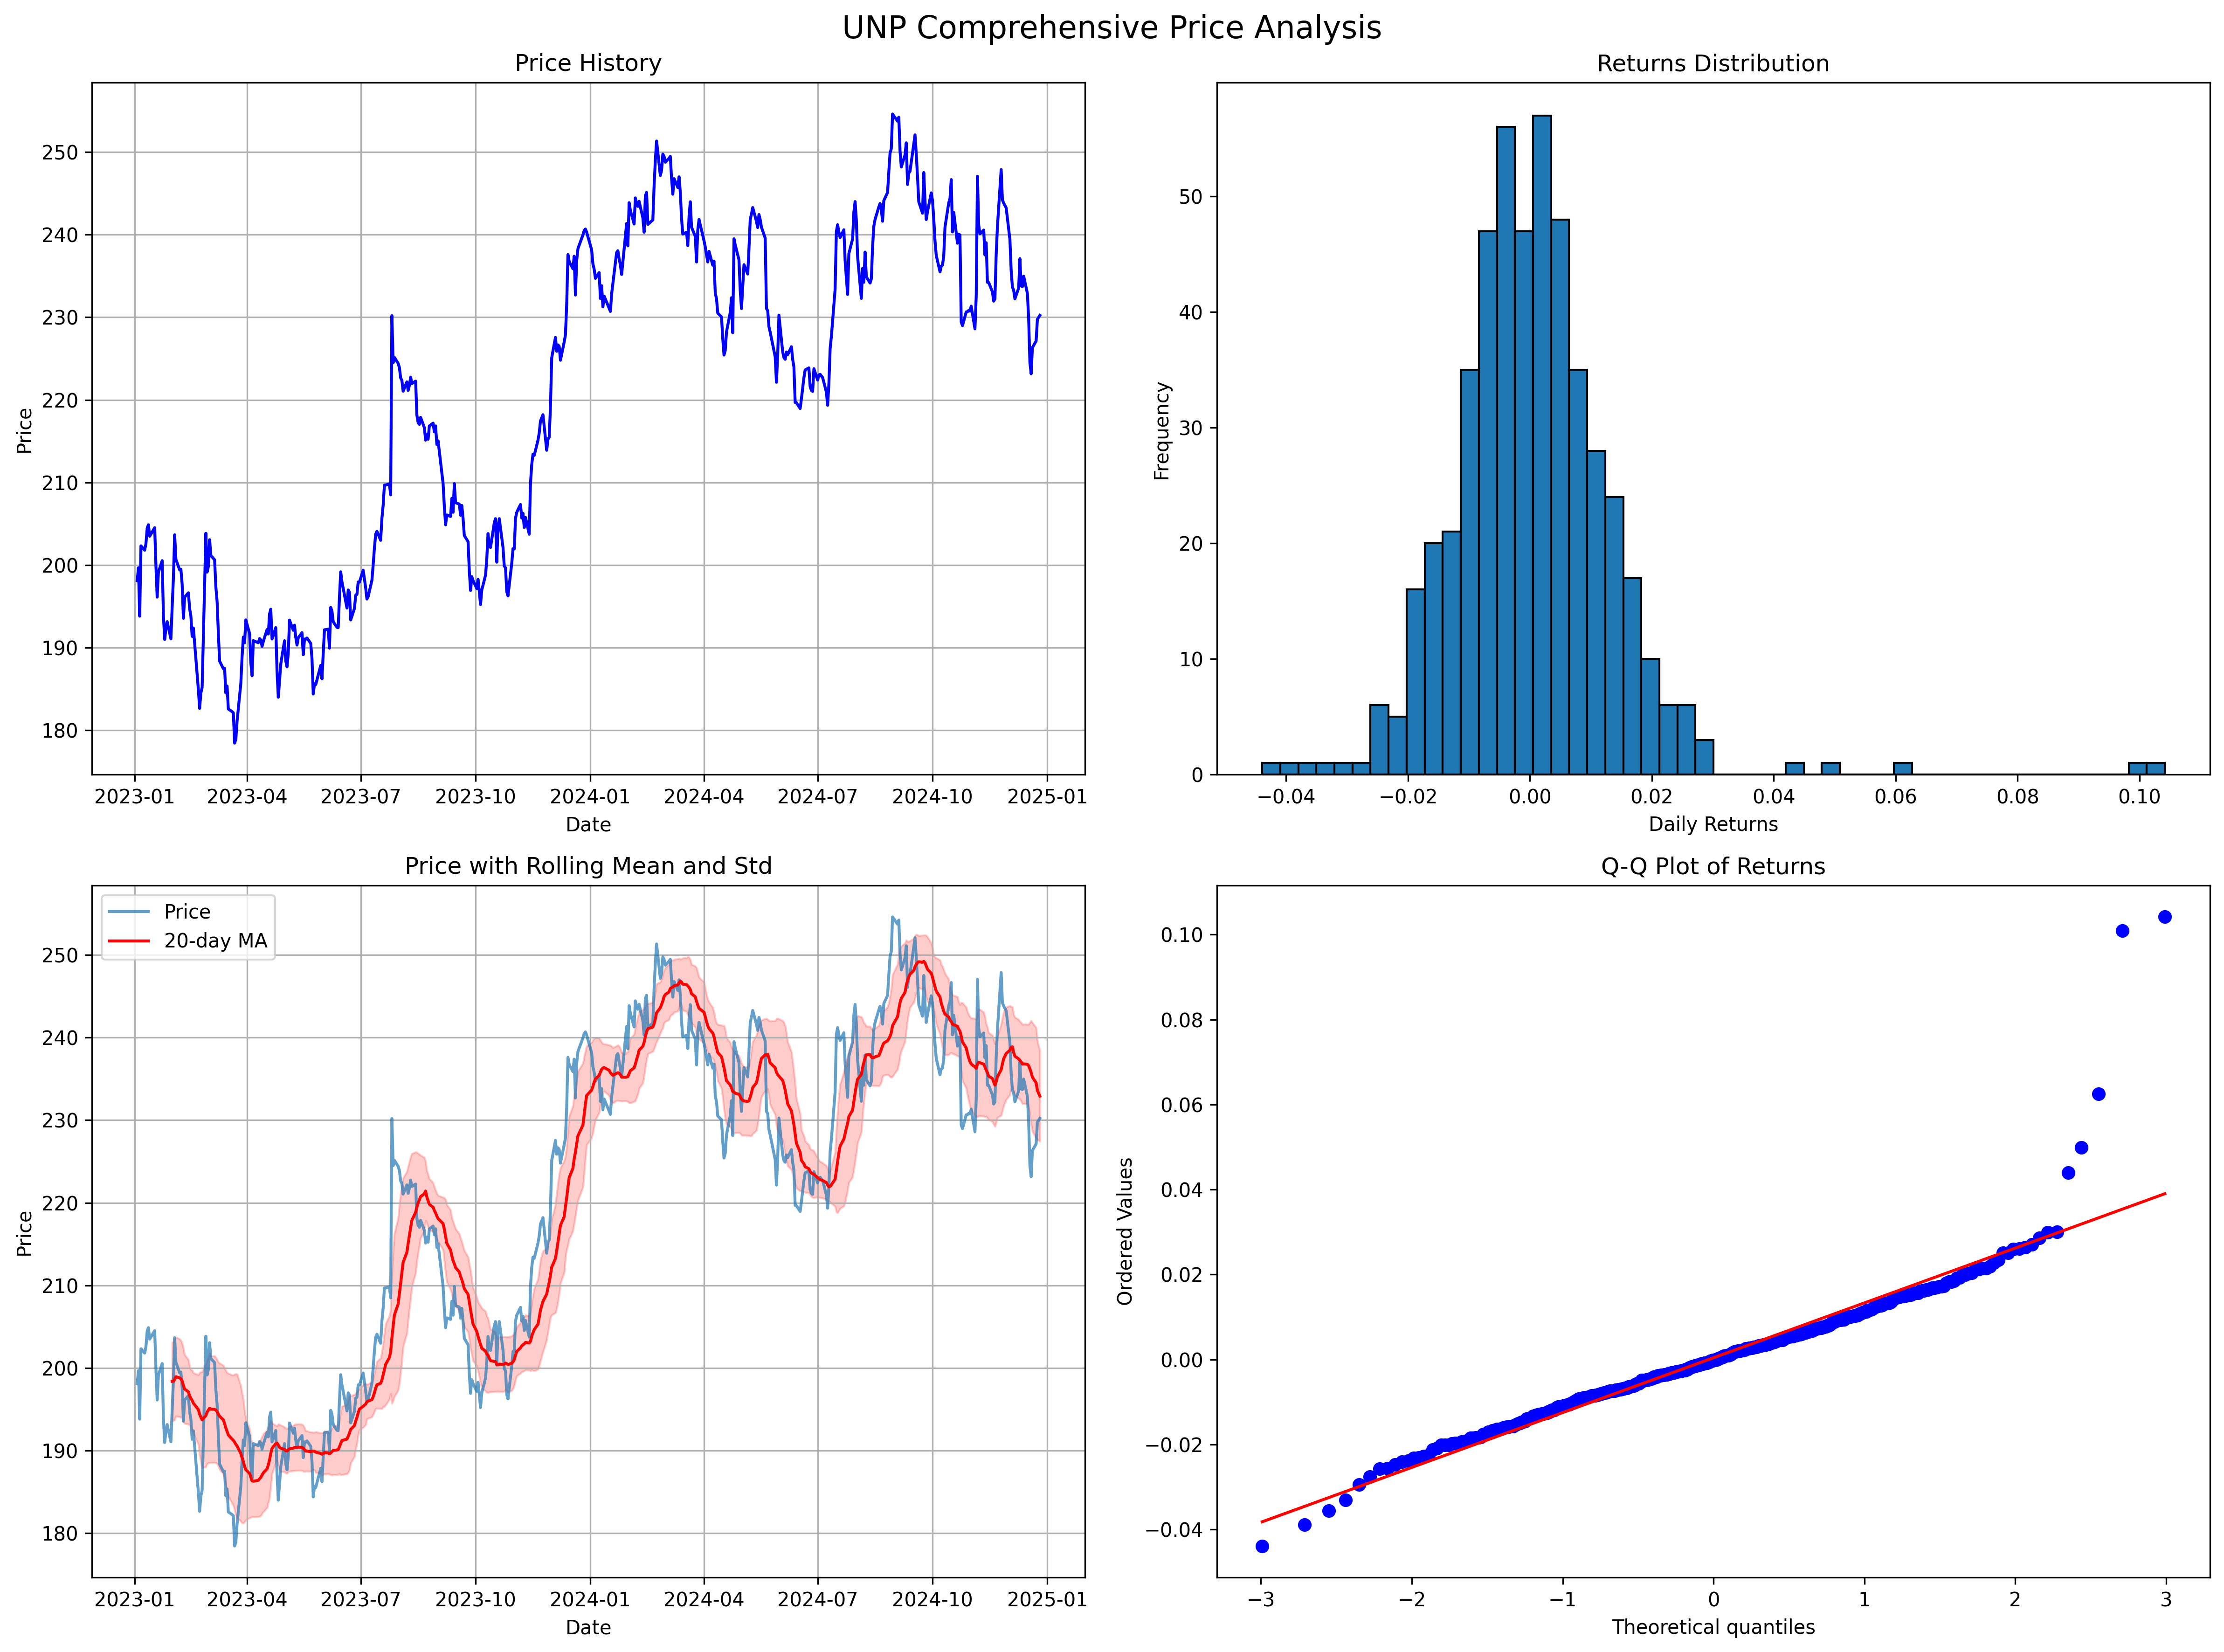 UNP Comprehensive Price Analysis
Price History
Price
250
240
230
220
210
200
190
180
2023-01 2023-04 2023-07 2023-10 2024-01 2024-04 2024-07 2024-10 2025-01
Date
Returns Distribution
Frequency
50
40
30
20
10
0
−0.04 −0.02 0.00 0.02 0.04 0.06 0.08 0.10
Daily Returns
Price with Rolling Mean and Std
Price
20-day MA
Price
250
240
230
220
210
200
190
180
2023-01 2023-04 2023-07 2023-10 2024-01 2024-04 2024-07 2024-10 2025-01
Date
Q-Q Plot of Returns
Ordered Values
0.10
0.08
0.06
0.04
0.02
0.00
−0.02
−0.04
−3 −2 −1 0 1 2 3
Theoretical quantiles